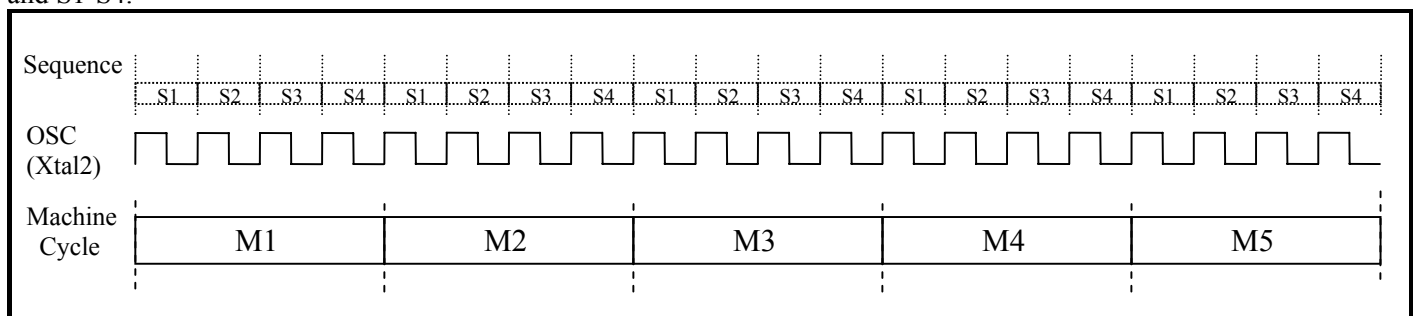 and S1-S4.
Sequence
S1 S2 S3 S4 S1 S2 S3 S4 S1 S2 S3 S4 S1 S2 S3 S4 S1 S2 S3 S4
OSC
(Xtal2)
Machine
Cycle
M1 M2 M3 M4 M5